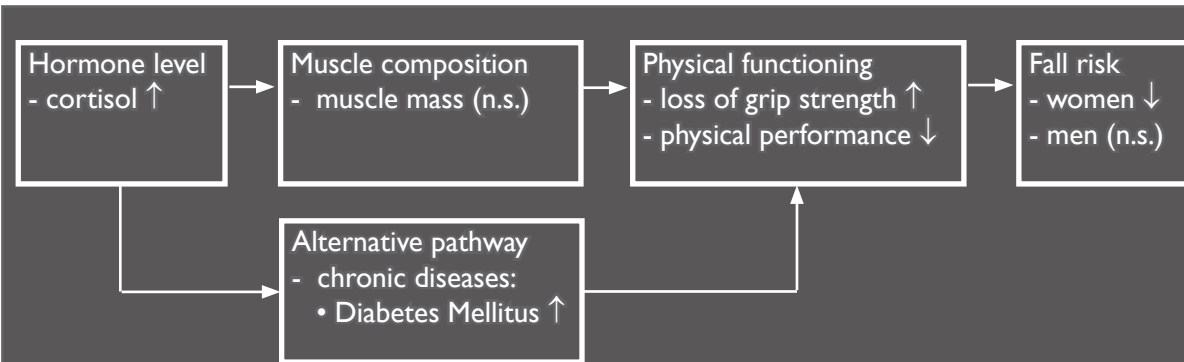 Hormone level
- cortisol ↑
Muscle composition
- muscle mass (n.s.)
Physical functioning
- loss of grip strength ↑
- physical performance ↓
Fall risk
- women ↓
- men (n.s.)
Alternative pathway
- chronic diseases:
• Diabetes Mellitus ↑